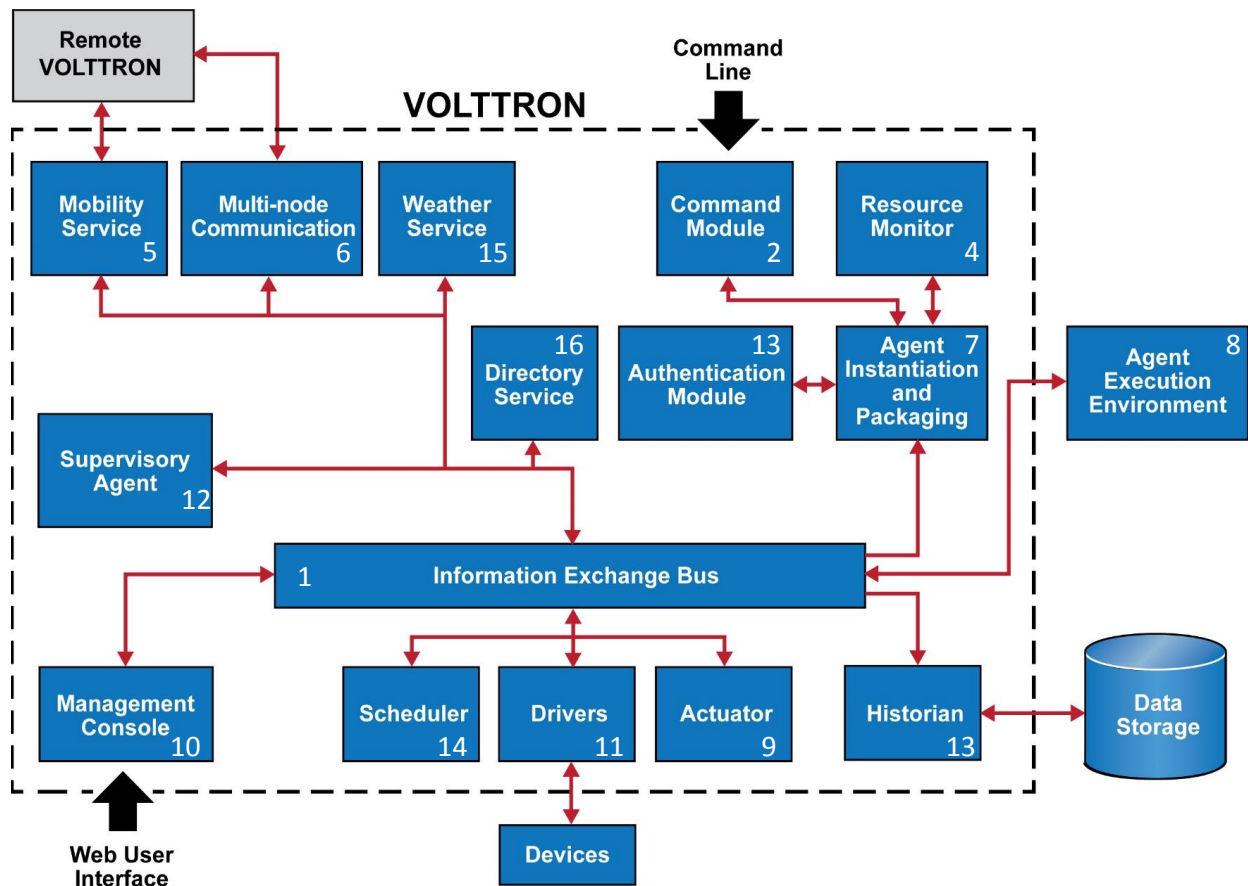 Remote
VOLTTRON
Command
Line
VOLTTRON
Mobility
Service
5
Multi-node
Communication
6
Weather
Service
15
Command
Module
2
Resource
Monitor
4
16
Directory
Service
13
Authentication
Module
7
Agent
Instantiation
and
Packaging
8
Agent
Execution
Environment
Supervisory
Agent
12
1
Information Exchange Bus
Management
Console
10
Scheduler
14
Drivers
11
Actuator
9
Historian
13
Data
Storage
Web User
Interface
Devices